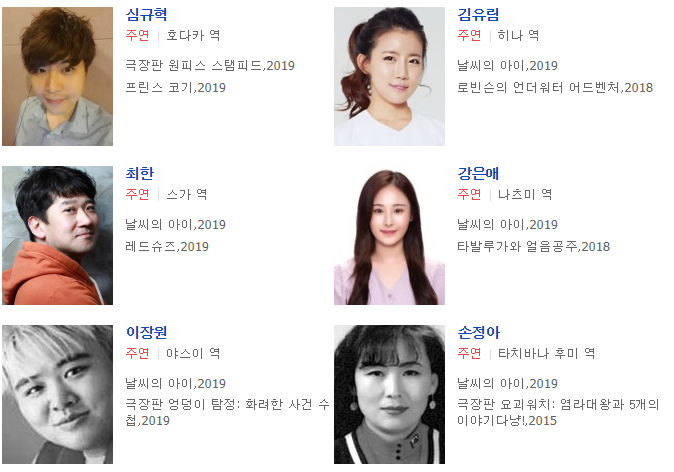 심규혁
주연 | 호다카 역
극장판 원피스 스탬피드,2019
프린스 코기,2019
김유림
주연 | 히나 역
날씨의 아이,2019
로빈슨의 언더워터 어드벤처,2018
최한
주연 | 스가 역
날씨의 아이,2019
레드슈즈,2019
강은애
주연 | 나츠미 역
날씨의 아이,2019
타발루가와 얼음공주,2018
이장원
주연 | 야스이 역
날씨의 아이,2019
극장판 엉덩이 탐정: 화려한 사건 수
첩,2019
손정아
주연 | 타치바나 후미 역
날씨의 아이,2019
극장판 요괴워치: 염라대왕과 5개의
이야기다냥!,2015